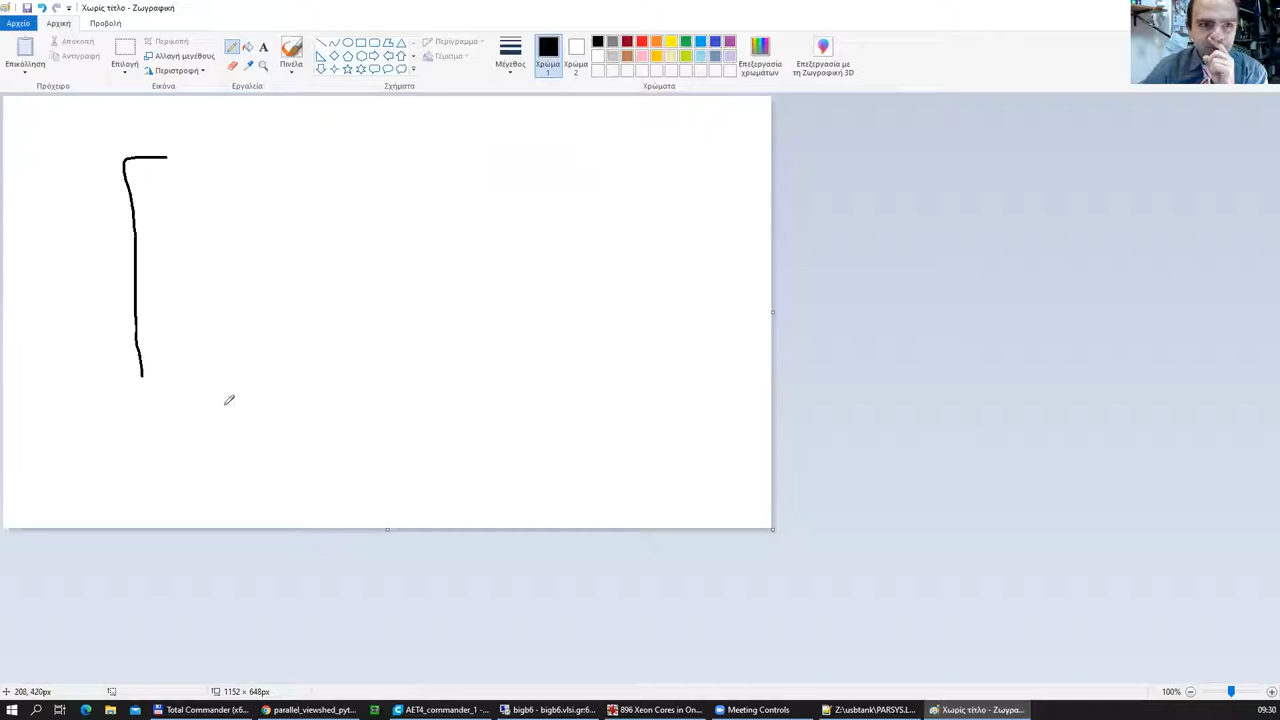 Χωρίς τίτλο - Ζωγραφική
Αρχείο Αρχική Προβολή
Επικόλληση
Αποκοπή
Αντιγραφή
Πρόχειρο
Επιλογή
Περικοπή
Αλλαγή μεγέθους
Περιστροφή
Εικόνα
A
Εργαλεία
Πινέλα
Περίγραμμα
Γέμισμα
Σχήματα
Μέγεθος
Χρώμα 1
Χρώμα 2
Χρώματα
Επεξεργασία χρωμάτων
Επεξεργασία με τη Ζωγραφική 3D
208, 420px
1152 × 648px
100%
Total Commander (x6...
parallel_viewshed_pyt...
AET4_commander_1 - ...
bigb6 - bigb6.vlsi.gr:6...
896 Xeon Cores in On...
Meeting Controls
Z:\usbtank\PARSYS.L...
Χωρίς τίτλο - Ζωγρα...
09:30